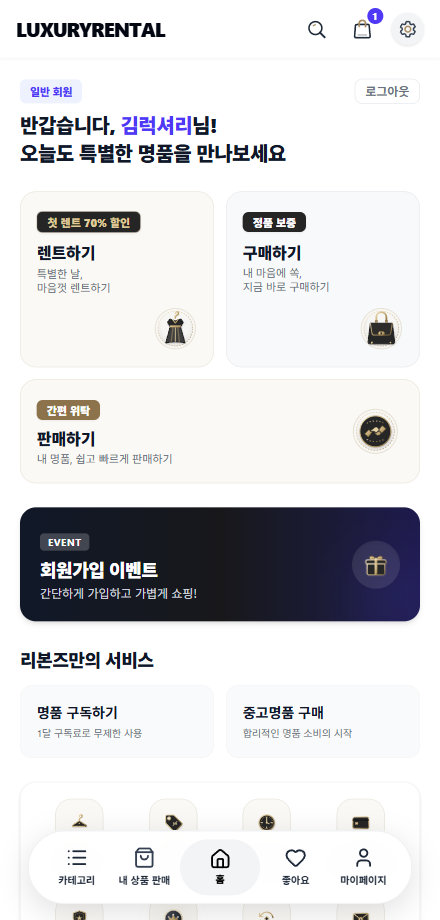 LUXURYRENTAL
1
일반 회원
로그아웃
반갑습니다, 김럭셔리님!
오늘도 특별한 명품을 만나보세요
첫 렌트 70% 할인
렌트하기
특별한 날,
마음껏 렌트하기
정품 보증
구매하기
내 마음에 쏙,
지금 바로 구매하기
간편 위탁
판매하기
내 명품, 쉽고 빠르게 판매하기
EVENT
회원가입 이벤트
간단하게 가입하고 가볍게 쇼핑!
리본즈만의 서비스
명품 구독하기
1달 구독료로 무제한 사용
중고명품 구매
합리적인 명품 소비의 시작
카테고리
내 상품 판매
홈
좋아요
마이페이지